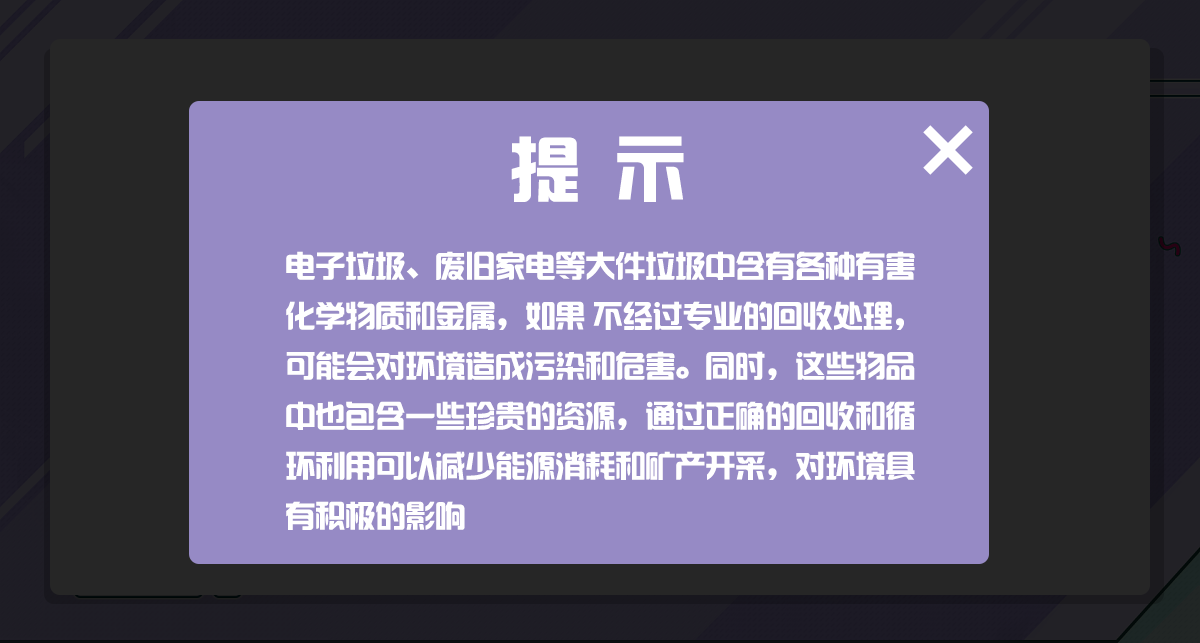 提示
电子垃圾、废旧家电等大件垃圾中含有各种有害
化学物质和金属，如果 不经过专业的回收处理，
可能会对环境造成污染和危害。同时，这些物品
中也包含一些珍贵的资源，通过正确的回收和循
环利用可以减少能源消耗和矿产开采，对环境具
有积极的影响